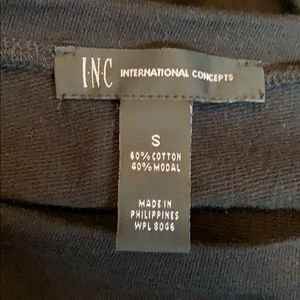 I·N·C INTERNATIONAL CONCEPTS
S
60% COTTON
40% MODAL
MADE IN
PHILIPPINES
WPL 8046